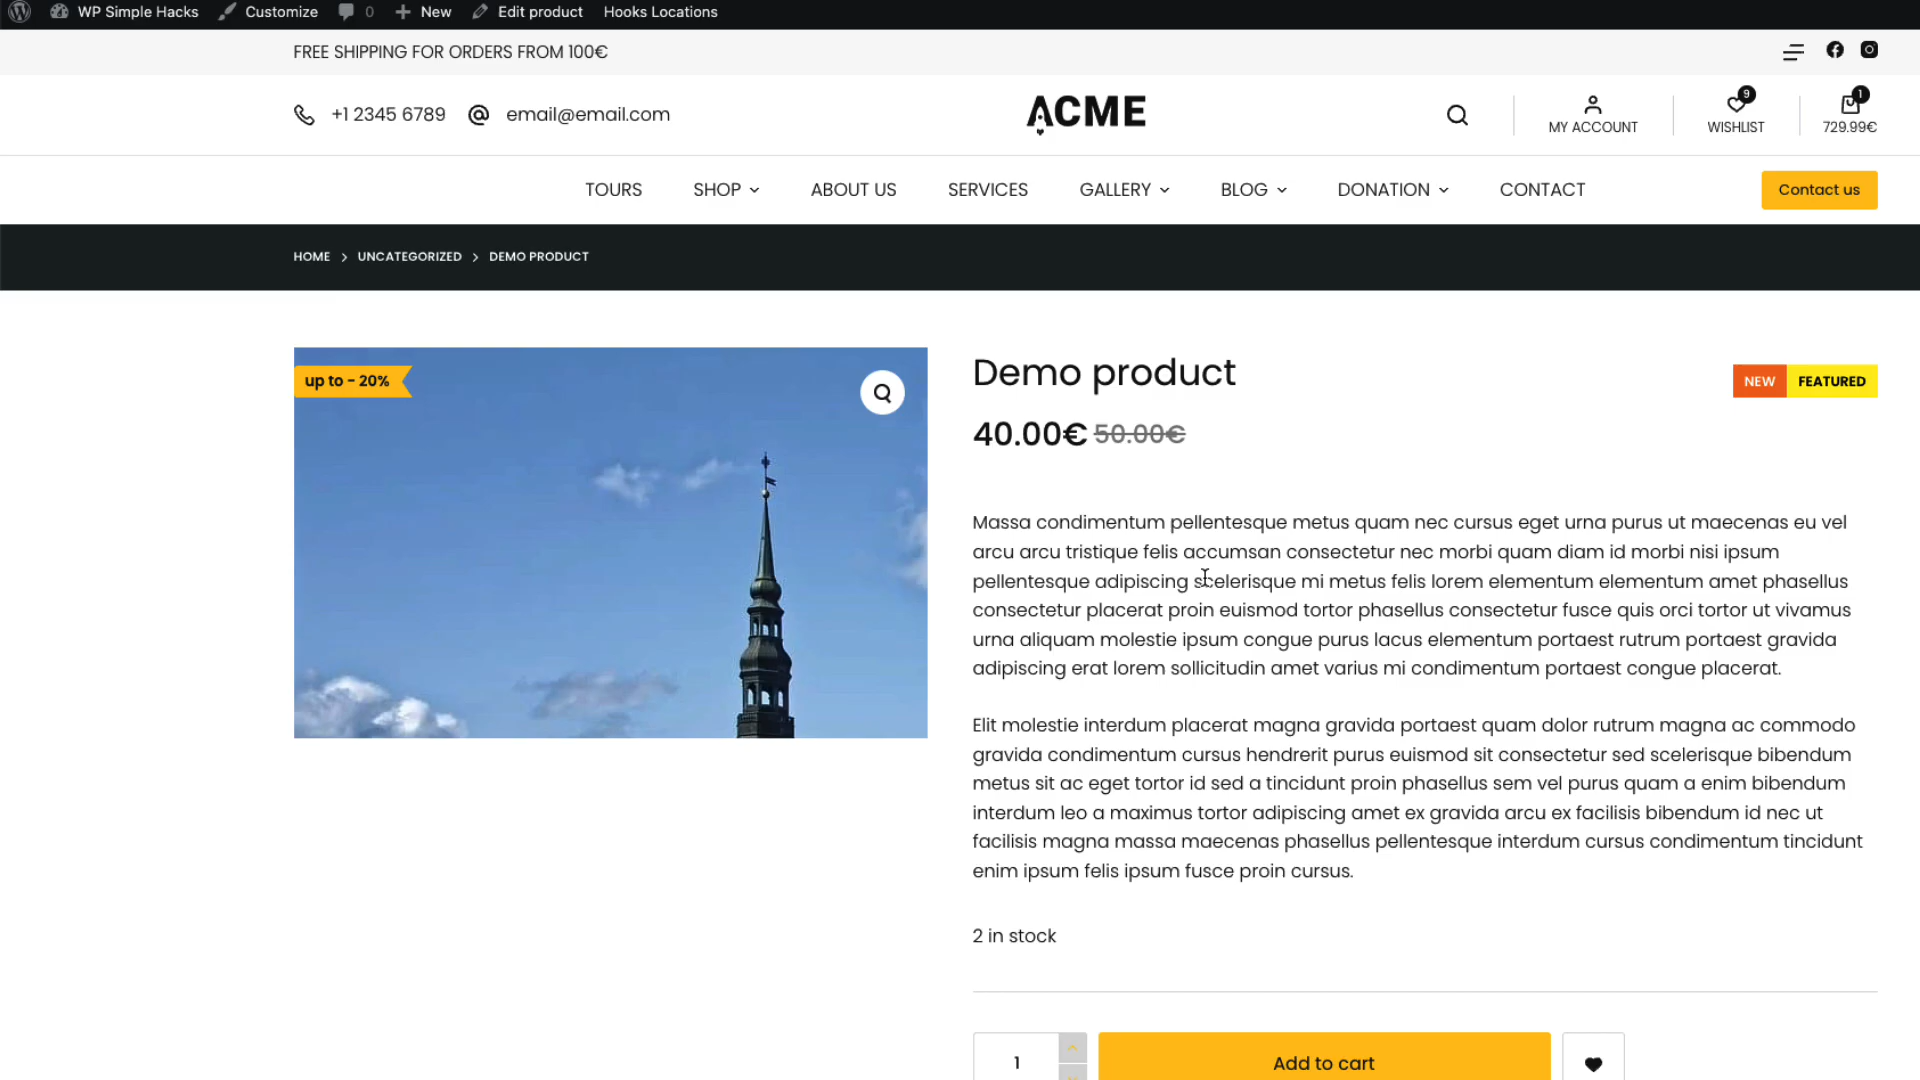 WP Simple Hacks Customize 0 New Edit product Hooks Locations
FREE SHIPPING FOR ORDERS FROM 100€
+1 2345 6789 email@email.com
ACME
MY ACCOUNT
9
WISHLIST
1
729.99€
TOURS SHOP ABOUT US SERVICES GALLERY BLOG DONATION CONTACT
Contact us
HOME > UNCATEGORIZED > DEMO PRODUCT
up to - 20%
Demo product
NEW FEATURED
40.00€ 50.00€
Massa condimentum pellentesque metus quam nec cursus eget urna purus ut maecenas eu vel
arcu arcu tristique felis accumsan consectetur nec morbi quam diam id morbi nisi ipsum
pellentesque adipiscing scelerisque mi metus felis lorem elementum elementum amet phasellus
consectetur placerat proin euismod tortor phasellus consectetur fusce quis orci tortor ut vivamus
urna aliquam molestie ipsum congue purus lacus elementum portaest rutrum portaest gravida
adipiscing erat lorem sollicitudin amet varius mi condimentum portaest congue placerat.
Elit molestie interdum placerat magna gravida portaest quam dolor rutrum magna ac commodo
gravida condimentum cursus hendrerit purus euismod sit consectetur sed scelerisque bibendum
metus sit ac eget tortor id sed a tincidunt proin phasellus sem vel purus quam a enim bibendum
interdum leo a maximus tortor adipiscing amet ex gravida arcu ex facilisis bibendum id nec ut
facilisis magna massa maecenas phasellus pellentesque interdum cursus condimentum tincidunt
enim ipsum felis ipsum fusce proin cursus.
2 in stock
1
Add to cart